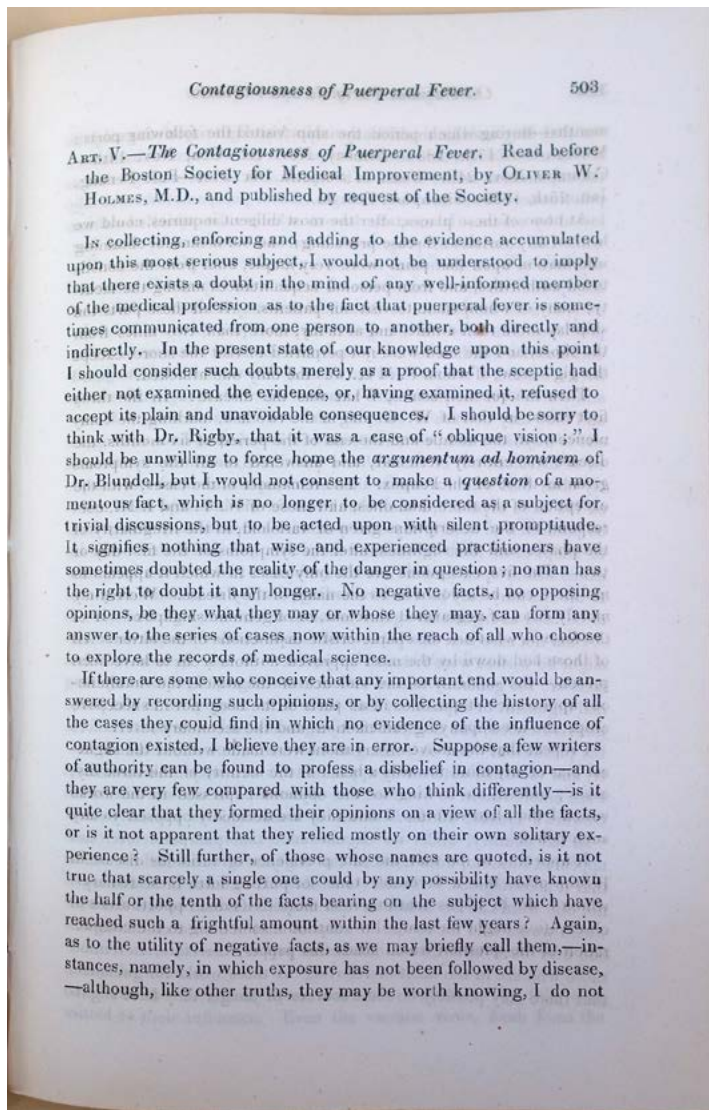 Contagiousness of Puerperal Fever. 503
ART. V.—The Contagiousness of Puerperal Fever. Read before
the Boston Society for Medical Improvement, by OLIVER W.
HOLMES, M.D., and published by request of the Society.
IN collecting, enforcing and adding to the evidence accumulated
upon this most serious subject, I would not be understood to imply
that there exists a doubt in the mind of any well-informed member
of the medical profession as to the fact that puerperal fever is some-
times communicated from one person to another, both directly and
indirectly. In the present state of our knowledge upon this point
I should consider such doubts merely as a proof that the sceptic had
either not examined the evidence, or, having examined it, refused to
accept its plain and unavoidable consequences. I should be sorry to
think with Dr. Rigby, that it was a case of “oblique vision;” I
should be unwilling to force home the argumentum ad hominem of
Dr. Blundell, but I would not consent to make a question of a mo-
mentous fact, which is no longer to be considered as a subject for
trivial discussions, but to be acted upon with silent promptitude.
It signifies nothing that wise and experienced practitioners have
sometimes doubted the reality of the danger in question; no man has
the right to doubt it any longer. No negative facts, no opposing
opinions, be they what they may or whose they may, can form any
answer to the series of cases now within the reach of all who choose
to explore the records of medical science.
If there are some who conceive that any important end would be an-
swered by recording such opinions, or by collecting the history of all
the cases they could find in which no evidence of the influence of
contagion existed, I believe they are in error. Suppose a few writers
of authority can be found to profess a disbelief in contagion—and
they are very few compared with those who think differently—is it
quite clear that they formed their opinions on a view of all the facts,
or is it not apparent that they relied mostly on their own solitary ex-
perience? Still further, of those whose names are quoted, is it not
true that scarcely a single one could by any possibility have known
the half or the tenth of the facts bearing on the subject which have
reached such a frightful amount within the last few years? Again,
as to the utility of negative facts, as we may briefly call them,—in-
stances, namely, in which exposure has not been followed by disease,
—although, like other truths, they may be worth knowing, I do not